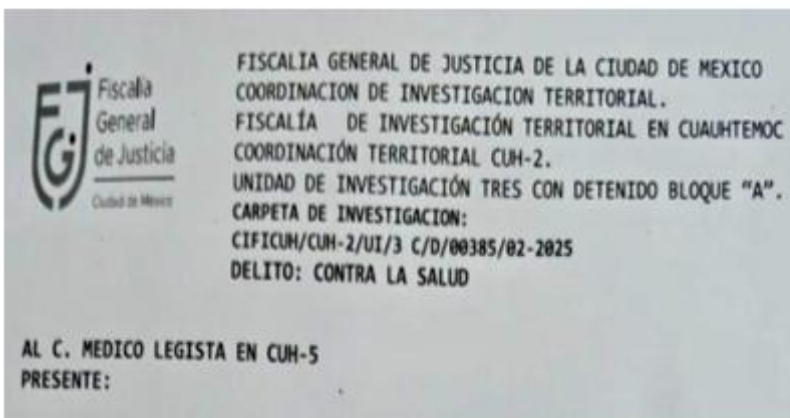 Fiscalía
General
de Justicia
Ciudad de México
FISCALIA GENERAL DE JUSTICIA DE LA CIUDAD DE MEXICO
COORDINACION DE INVESTIGACION TERRITORIAL.
FISCALÍA DE INVESTIGACIÓN TERRITORIAL EN CUAUHTEMOC
COORDINACIÓN TERRITORIAL CUH-2.
UNIDAD DE INVESTIGACIÓN TRES CON DETENIDO BLOQUE "A".
CARPETA DE INVESTIGACION:
CIFICUH/CUH-2/UI/3 C/D/00385/02-2025
DELITO: CONTRA LA SALUD
AL C. MEDICO LEGISTA EN CUH-5
PRESENTE: